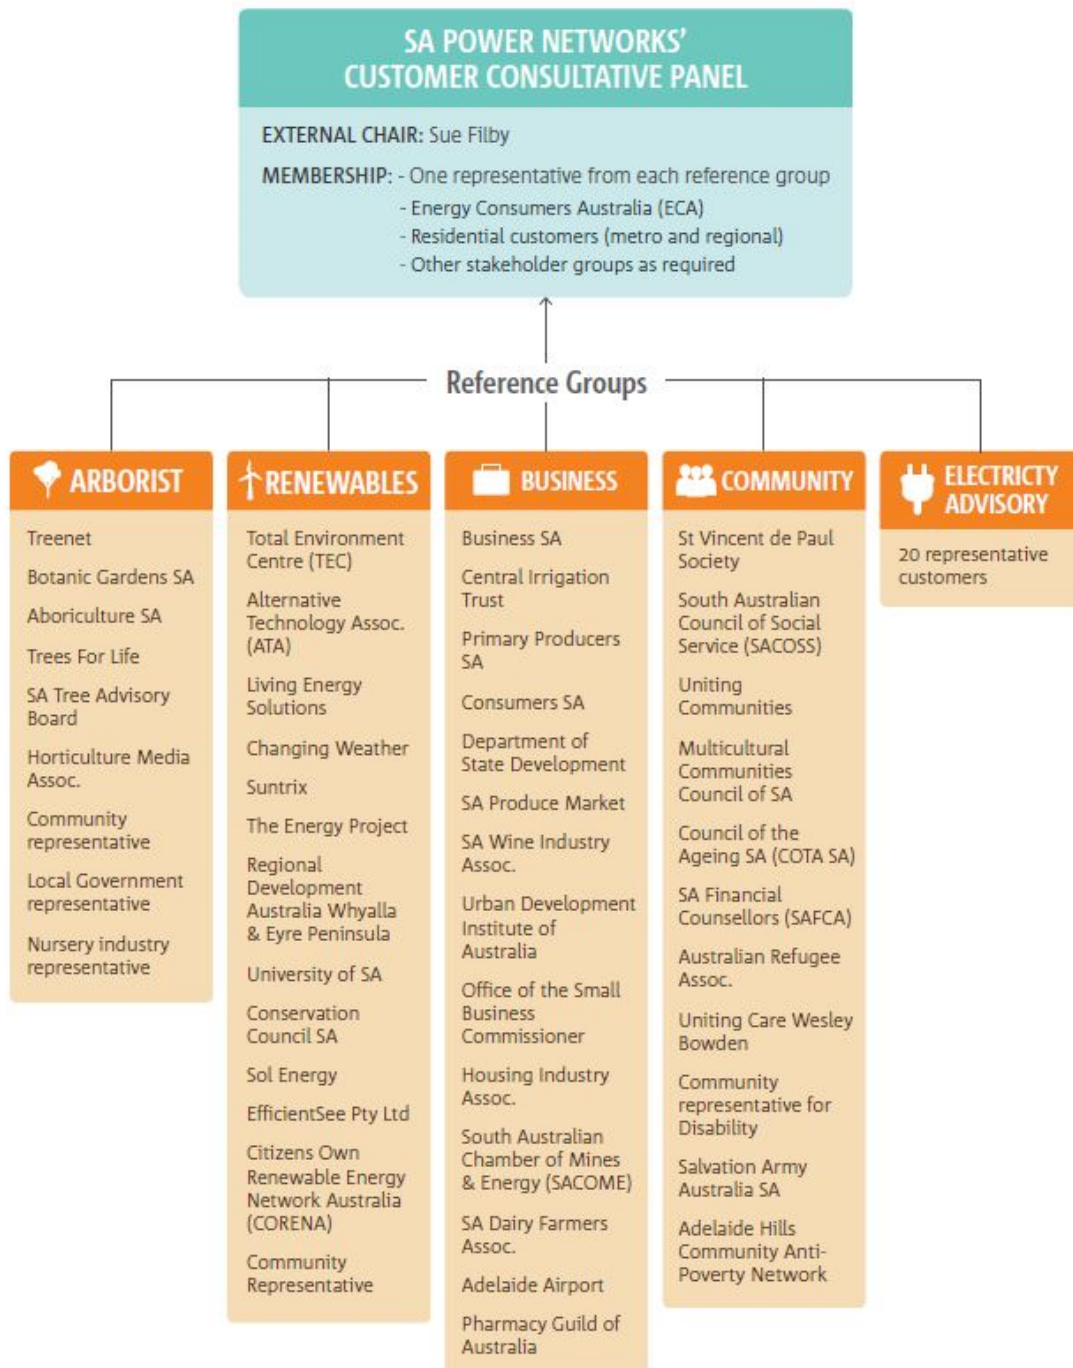 SA POWER NETWORKS'
CUSTOMER CONSULTATIVE PANEL
EXTERNAL CHAIR: Sue Filby
MEMBERSHIP: - One representative from each reference group
- Energy Consumers Australia (ECA)
- Residential customers (metro and regional)
- Other stakeholder groups as required
Reference Groups
ARBORIST
Treenet
Botanic Gardens SA
Aboriculture SA
Trees For Life
SA Tree Advisory
Board
Horticulture Media
Assoc.
Community
representative
Local Government
representative
Nursery industry
representative
RENEWABLES
Total Environment
Centre (TEC)
Alternative
Technology Assoc.
(ATA)
Living Energy
Solutions
Changing Weather
Suntrix
The Energy Project
Regional
Development
Australia Whyalla
& Eyre Peninsula
University of SA
Conservation
Council SA
Sol Energy
EfficientSee Pty Ltd
Citizens Own
Renewable Energy
Network Australia
(CORENA)
Community
Representative
BUSINESS
Business SA
Central Irrigation
Trust
Primary Producers
SA
Consumers SA
Department of
State Development
SA Produce Market
SA Wine Industry
Assoc.
Urban Development
Institute of
Australia
Office of the Small
Business
Commissioner
Housing Industry
Assoc.
South Australian
Chamber of Mines
& Energy (SACOME)
SA Dairy Farmers
Assoc.
Adelaide Airport
Pharmacy Guild of
Australia
COMMUNITY
St Vincent de Paul
Society
South Australian
Council of Social
Service (SACOSS)
Uniting
Communities
Multicultural
Communities
Council of SA
Council of the
Ageing SA (COTA SA)
SA Financial
Counsellors (SAFCA)
Australian Refugee
Assoc.
Uniting Care Wesley
Bowden
Community
representative for
Disability
Salvation Army
Australia SA
Adelaide Hills
Community Anti-
Poverty Network
ELECTRICTY
ADVISORY
20 representative
customers